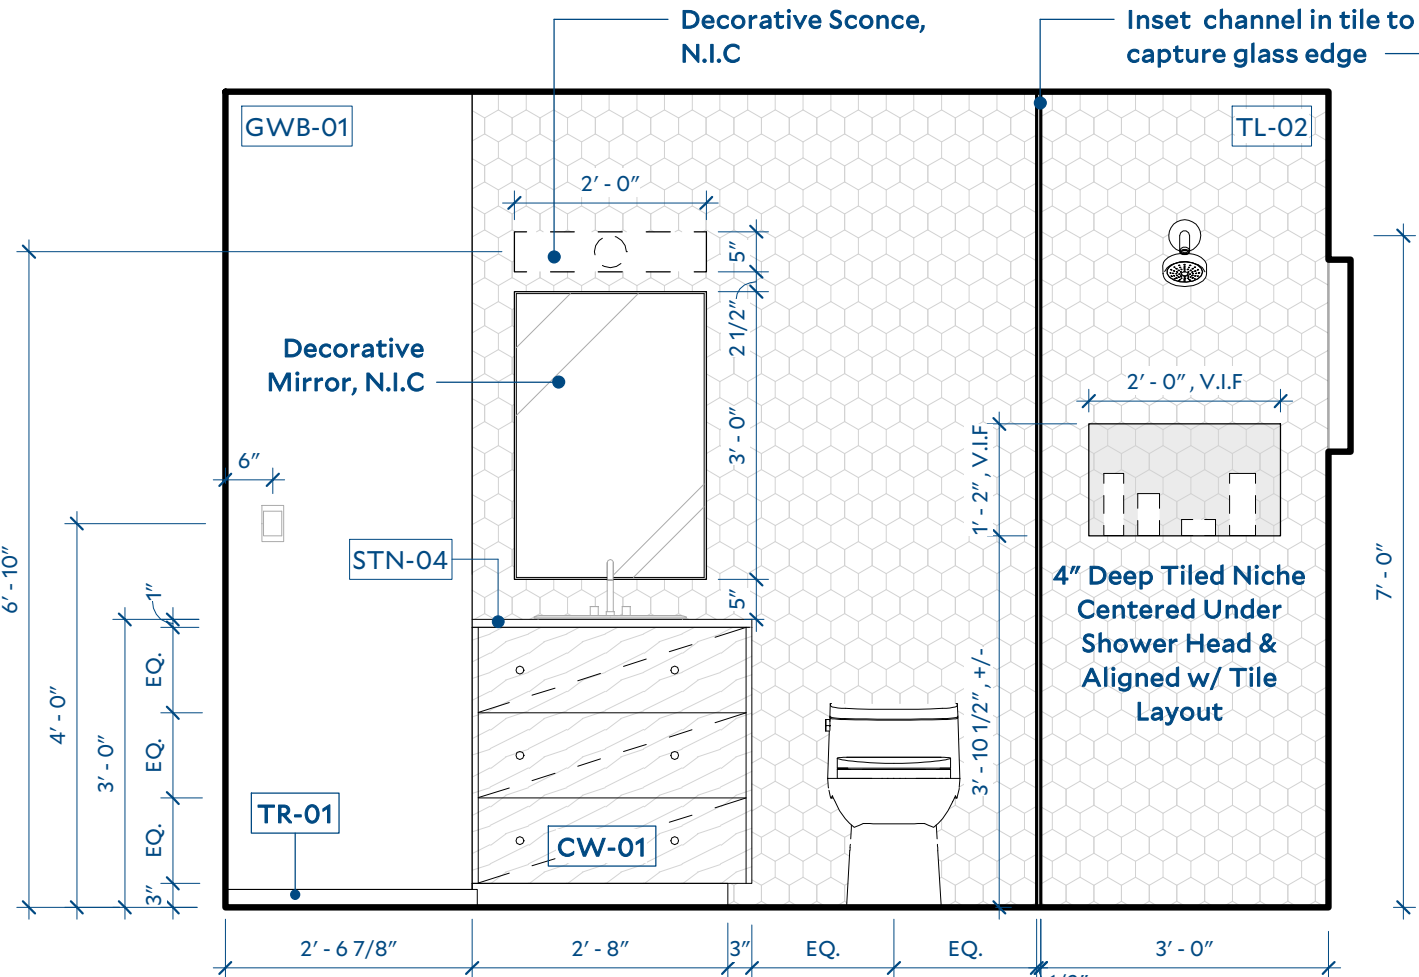 Decorative Sconce,
N.I.C
Inset channel in tile to
capture glass edge
GWB-01
TL-02
2' - 0"
5"
2 1/2"
3' - 0"
5"
Decorative
Mirror, N.I.C
2' - 0" , V.I.F
1' - 2" , V.I.F
6"
STN-04
4" Deep Tiled Niche
Centered Under
Shower Head &
Aligned w/ Tile
Layout
6' - 10"
4' - 0"
3' - 0"
1"
EQ.
EQ.
EQ.
3"
7' - 0"
3' - 10 1/2" , +/-
TR-01
CW-01
2' - 6 7/8"
2' - 8"
3"
EQ.
EQ.
3' - 0"